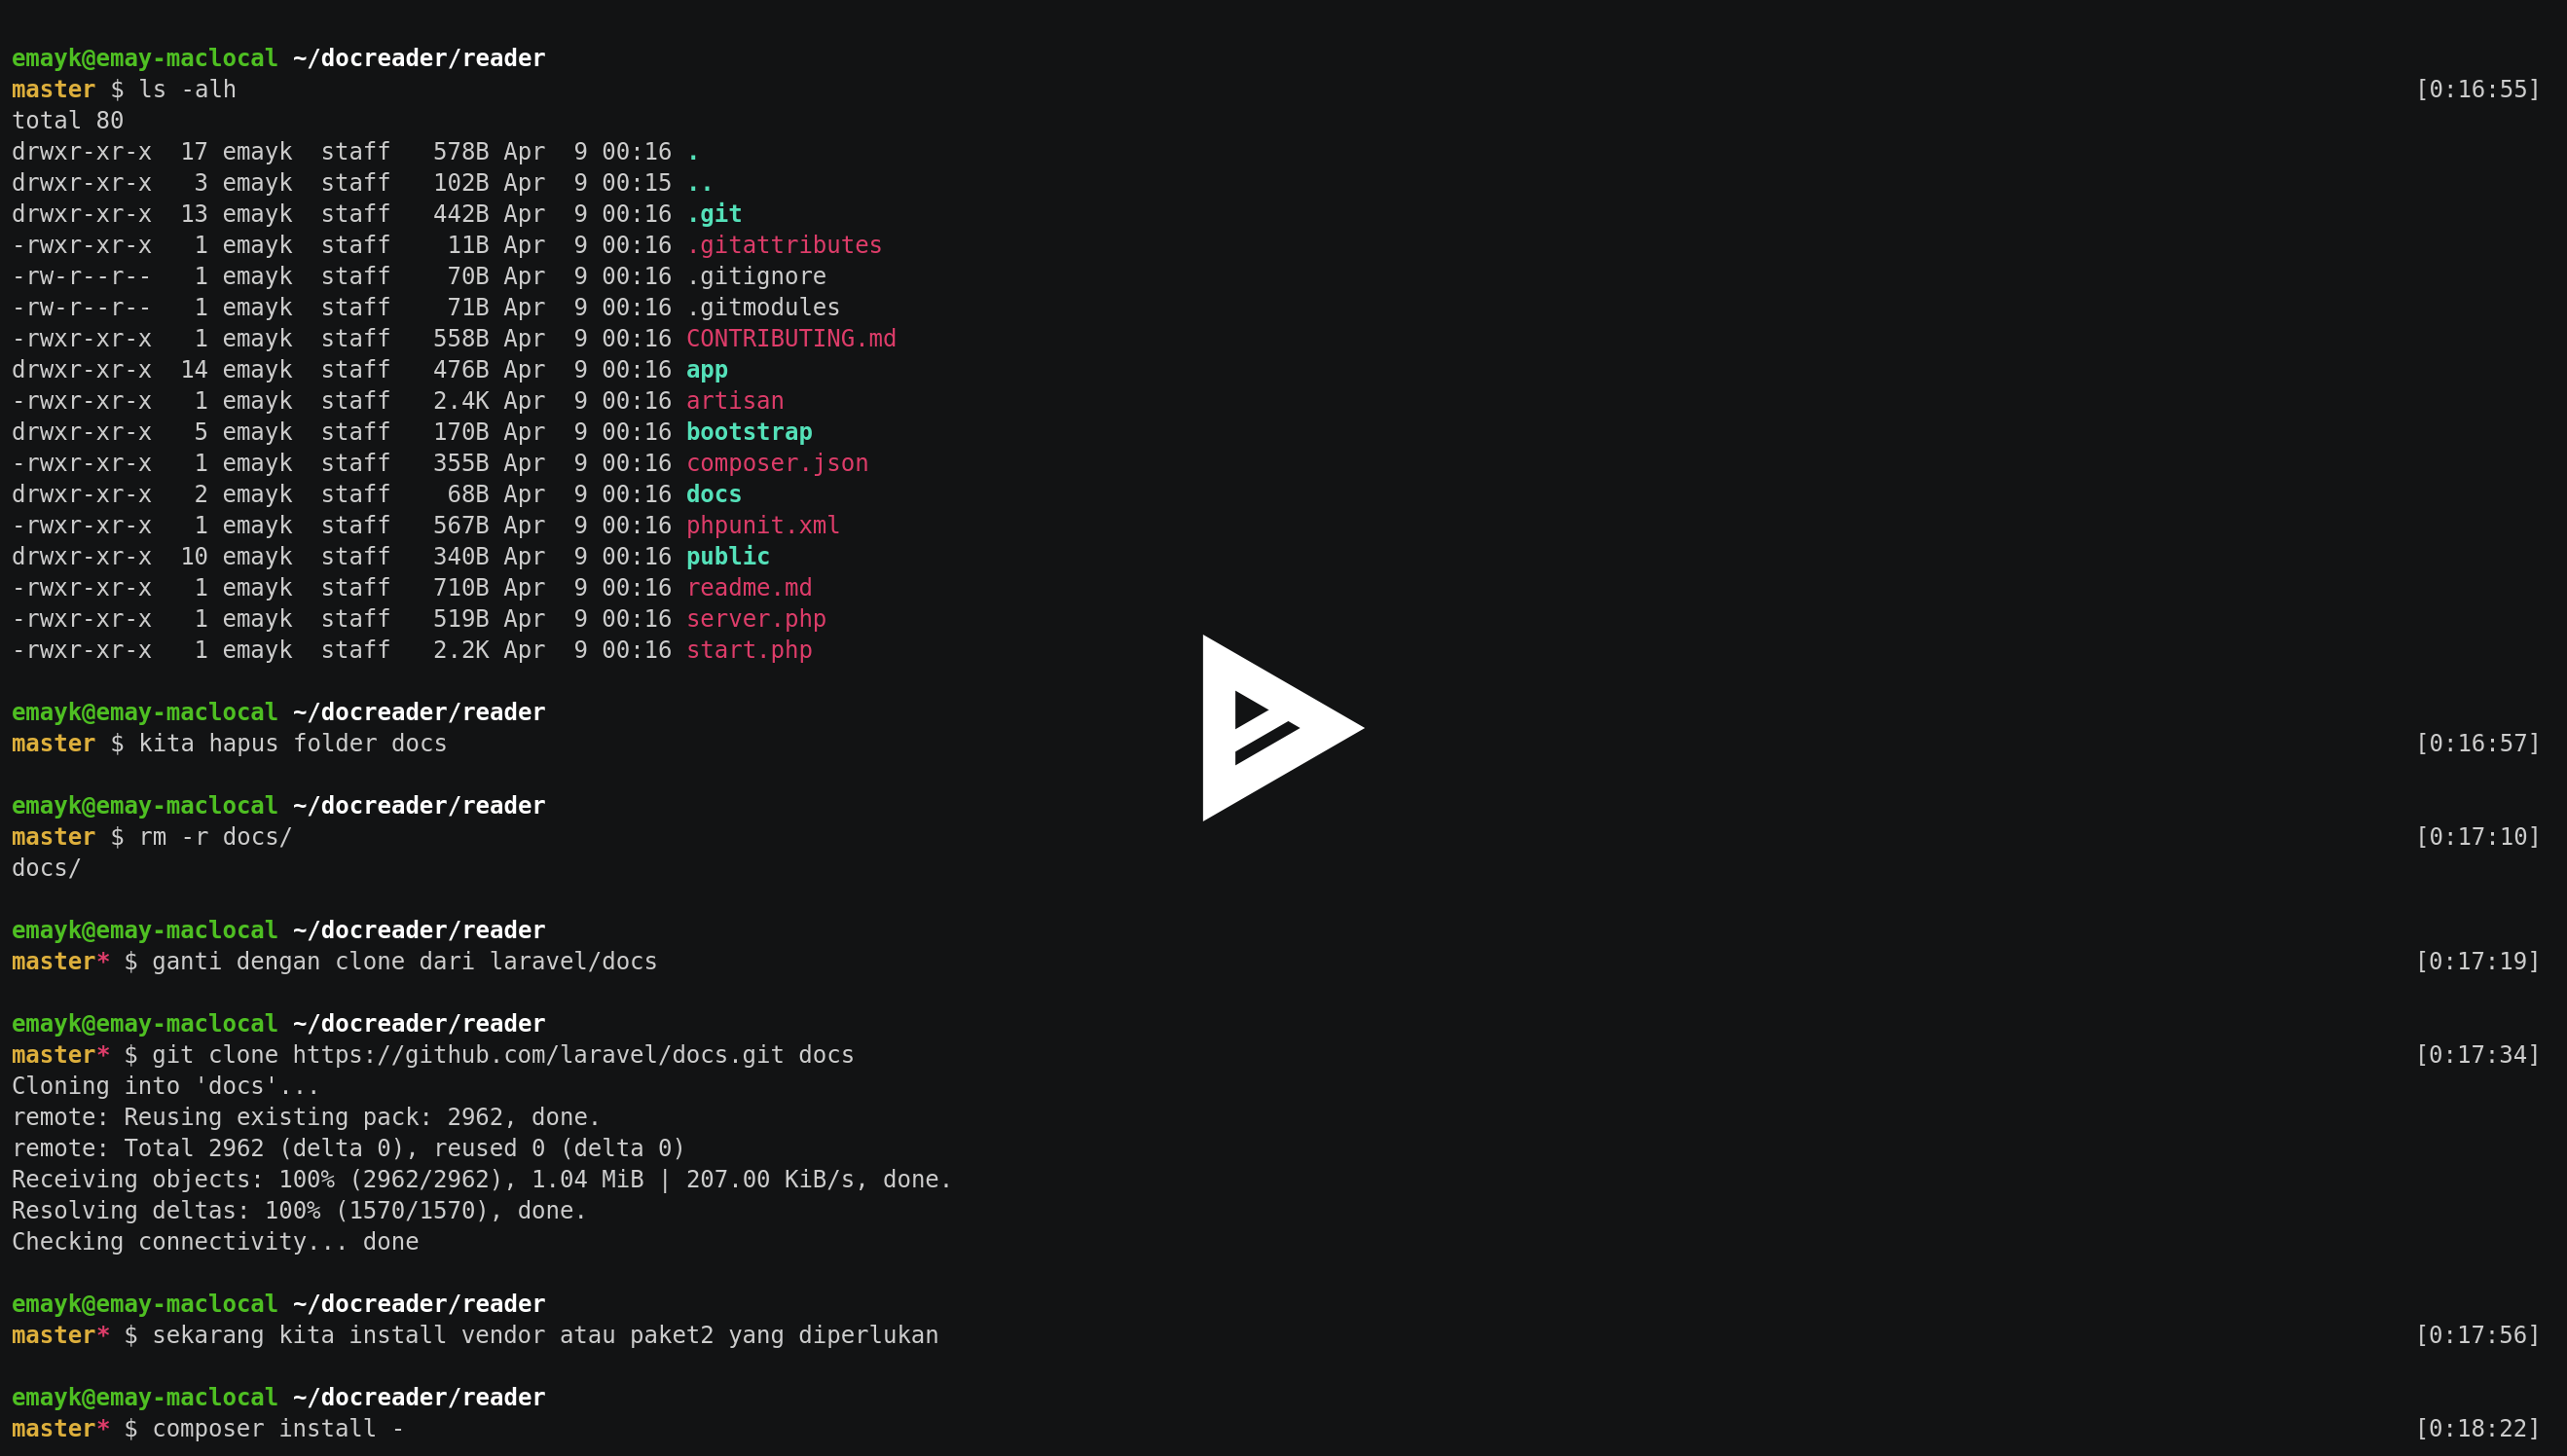 emayk@emay-maclocal ~/docreader/reader
master $ ls -alh [0:16:55]
total 80
drwxr-xr-x  17 emayk  staff   578B Apr  9 00:16 .
drwxr-xr-x   3 emayk  staff   102B Apr  9 00:15 ..
drwxr-xr-x  13 emayk  staff   442B Apr  9 00:16 .git
-rwxr-xr-x   1 emayk  staff    11B Apr  9 00:16 .gitattributes
-rw-r--r--   1 emayk  staff    70B Apr  9 00:16 .gitignore
-rw-r--r--   1 emayk  staff    71B Apr  9 00:16 .gitmodules
-rwxr-xr-x   1 emayk  staff   558B Apr  9 00:16 CONTRIBUTING.md
drwxr-xr-x  14 emayk  staff   476B Apr  9 00:16 app
-rwxr-xr-x   1 emayk  staff   2.4K Apr  9 00:16 artisan
drwxr-xr-x   5 emayk  staff   170B Apr  9 00:16 bootstrap
-rwxr-xr-x   1 emayk  staff   355B Apr  9 00:16 composer.json
drwxr-xr-x   2 emayk  staff    68B Apr  9 00:16 docs
-rwxr-xr-x   1 emayk  staff   567B Apr  9 00:16 phpunit.xml
drwxr-xr-x  10 emayk  staff   340B Apr  9 00:16 public
-rwxr-xr-x   1 emayk  staff   710B Apr  9 00:16 readme.md
-rwxr-xr-x   1 emayk  staff   519B Apr  9 00:16 server.php
-rwxr-xr-x   1 emayk  staff   2.2K Apr  9 00:16 start.php
emayk@emay-maclocal ~/docreader/reader
master $ kita hapus folder docs [0:16:57]
emayk@emay-maclocal ~/docreader/reader
master $ rm -r docs/ [0:17:10]
docs/
emayk@emay-maclocal ~/docreader/reader
master* $ ganti dengan clone dari laravel/docs [0:17:19]
emayk@emay-maclocal ~/docreader/reader
master* $ git clone https://github.com/laravel/docs.git docs [0:17:34]
Cloning into 'docs'...
remote: Reusing existing pack: 2962, done.
remote: Total 2962 (delta 0), reused 0 (delta 0)
Receiving objects: 100% (2962/2962), 1.04 MiB | 207.00 KiB/s, done.
Resolving deltas: 100% (1570/1570), done.
Checking connectivity... done
emayk@emay-maclocal ~/docreader/reader
master* $ sekarang kita install vendor atau paket2 yang diperlukan [0:17:56]
emayk@emay-maclocal ~/docreader/reader
master* $ composer install - [0:18:22]